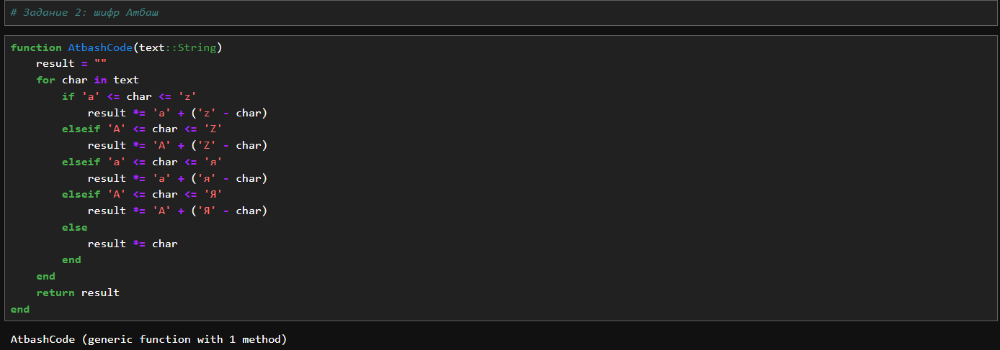 # Задание 2: шифр Атбаш
function AtbashCode(text::String)
    result = ""
    for char in text
        if 'a' <= char <= 'z'
            result *= 'a' + ('z' - char)
        elseif 'A' <= char <= 'Z'
            result *= 'A' + ('Z' - char)
        elseif 'а' <= char <= 'я'
            result *= 'а' + ('я' - char)
        elseif 'А' <= char <= 'Я'
            result *= 'А' + ('Я' - char)
        else
            result *= char
        end
    end
    return result
end
AtbashCode (generic function with 1 method)